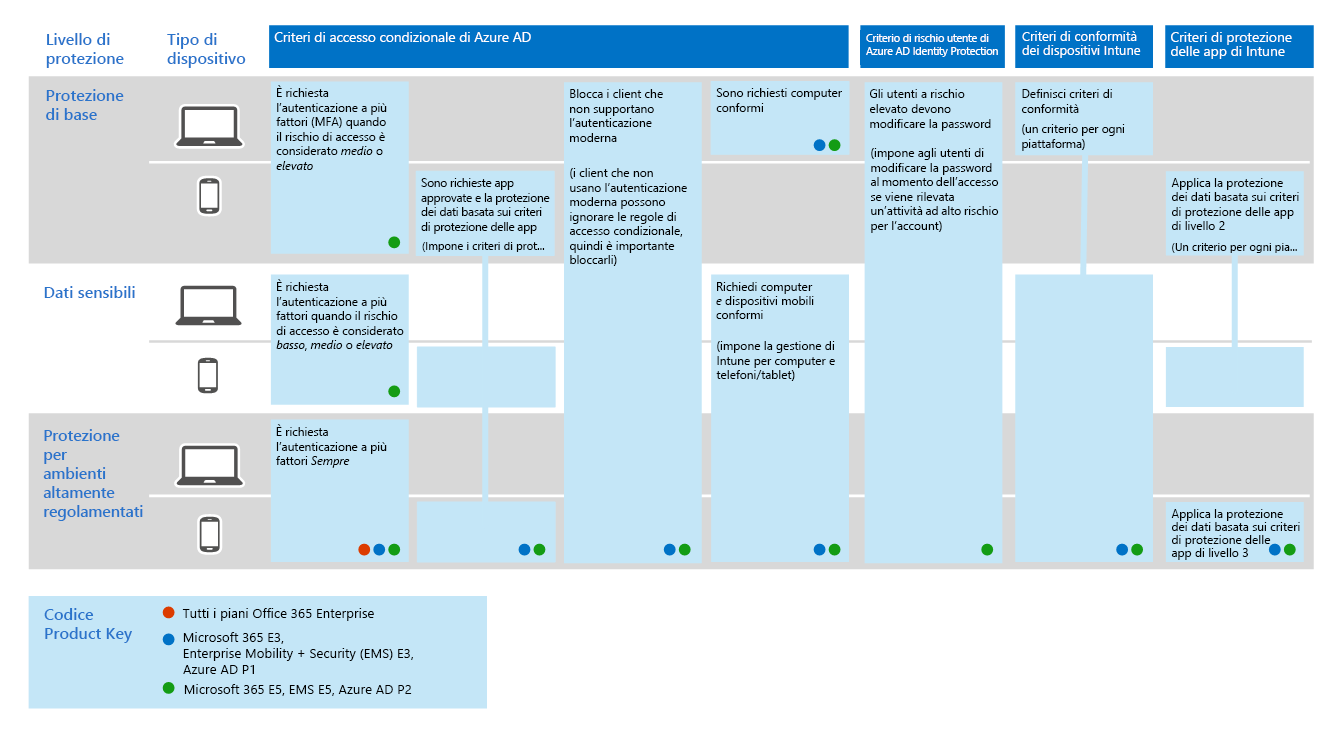 Livello di
protezione
Tipo di
dispositivo
Criteri di accesso condizionale di Azure AD
Criterio di rischio utente di
Azure AD Identity Protection
Criteri di conformità
dei dispositivi Intune
Criteri di protezione
delle app di Intune
Protezione
di base
È richiesta
l'autenticazione a più
fattori (MFA) quando
il rischio di accesso è
considerato medio o
elevato
Sono richieste app
approvate e la protezione
dei dati basata sui criteri
di protezione delle app
(Impone i criteri di prot...
Blocca i client che
non supportano
l'autenticazione
moderna
(i client che non
usano l'autenticazione
moderna possono
ignorare le regole di
accesso condizionale,
quindi è importante
bloccarli)
Sono richiesti computer
conformi
Gli utenti a rischio
elevato devono
modificare la password
(impone agli utenti di
modificare la password
al momento dell'accesso
se viene rilevata
un'attività ad alto rischio
per l'account)
Definisci criteri di
conformità
(un criterio per ogni
piattaforma)
Applica la protezione
dei dati basata sui criteri
di protezione delle app
di livello 2
(Un criterio per ogni pia...
Dati sensibili
È richiesta
l'autenticazione a più
fattori quando il rischio
di accesso è considerato
basso, medio o elevato
Richiedi computer
e dispositivi mobili
conformi
(impone la gestione di
Intune per computer e
telefoni/tablet)
Protezione
per
ambienti
altamente
regolamentati
È richiesta
l'autenticazione a più
fattori Sempre
Applica la protezione
dei dati basata sui criteri
di protezione delle
app di livello 3
Codice
Product Key
Tutti i piani Office 365 Enterprise
Microsoft 365 E3,
Enterprise Mobility + Security (EMS) E3,
Azure AD P1
Microsoft 365 E5, EMS E5, Azure AD P2